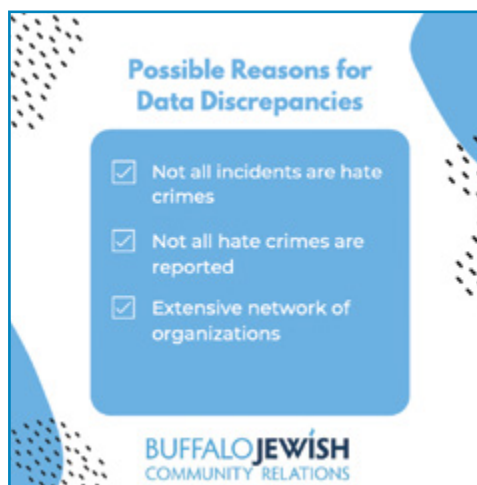 Possible Reasons for
Data Discrepancies
Not all incidents are hate
crimes
Not all hate crimes are
reported
Extensive network of
organizations
BUFFALOJEWISH
COMMUNITY RELATIONS